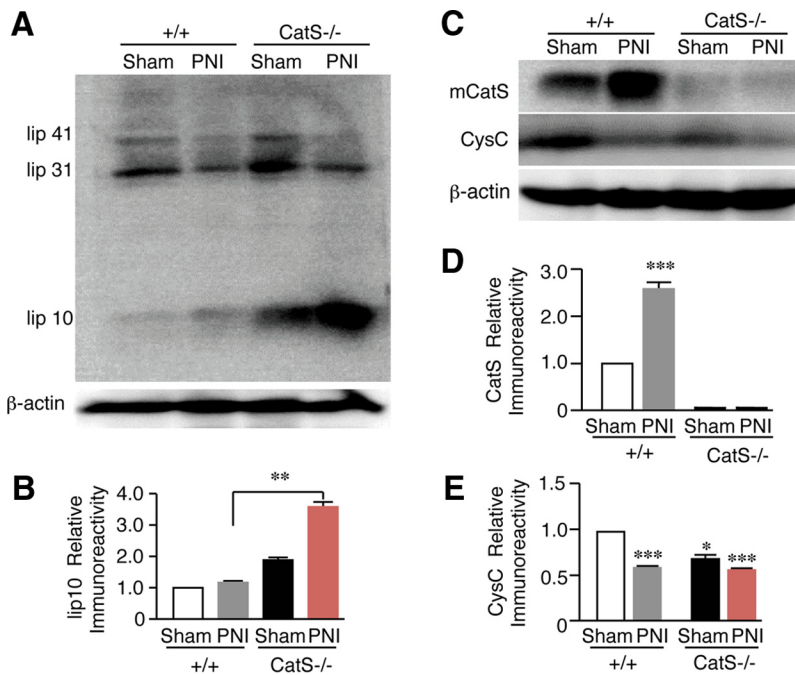 A
+/+ CatS-/-
Sham PNI Sham PNI
lip 41
lip 31
lip 10
β-actin
B
lip10 Relative
Immunoreactivity
4.0
3.0
2.0
1.0
0
**
Sham PNI Sham PNI
+/+ CatS-/-
C
+/+ CatS-/-
Sham PNI Sham PNI
mCatS
CysC
β-actin
D
CatS Relative
Immunoreactivity
3.0
2.0
1.0
0
***
Sham PNI Sham PNI
+/+ CatS-/-
E
CysC Relative
Immunoreactivity
1.5
1.0
0.5
0
*** * ***
Sham PNI Sham PNI
+/+ CatS-/-